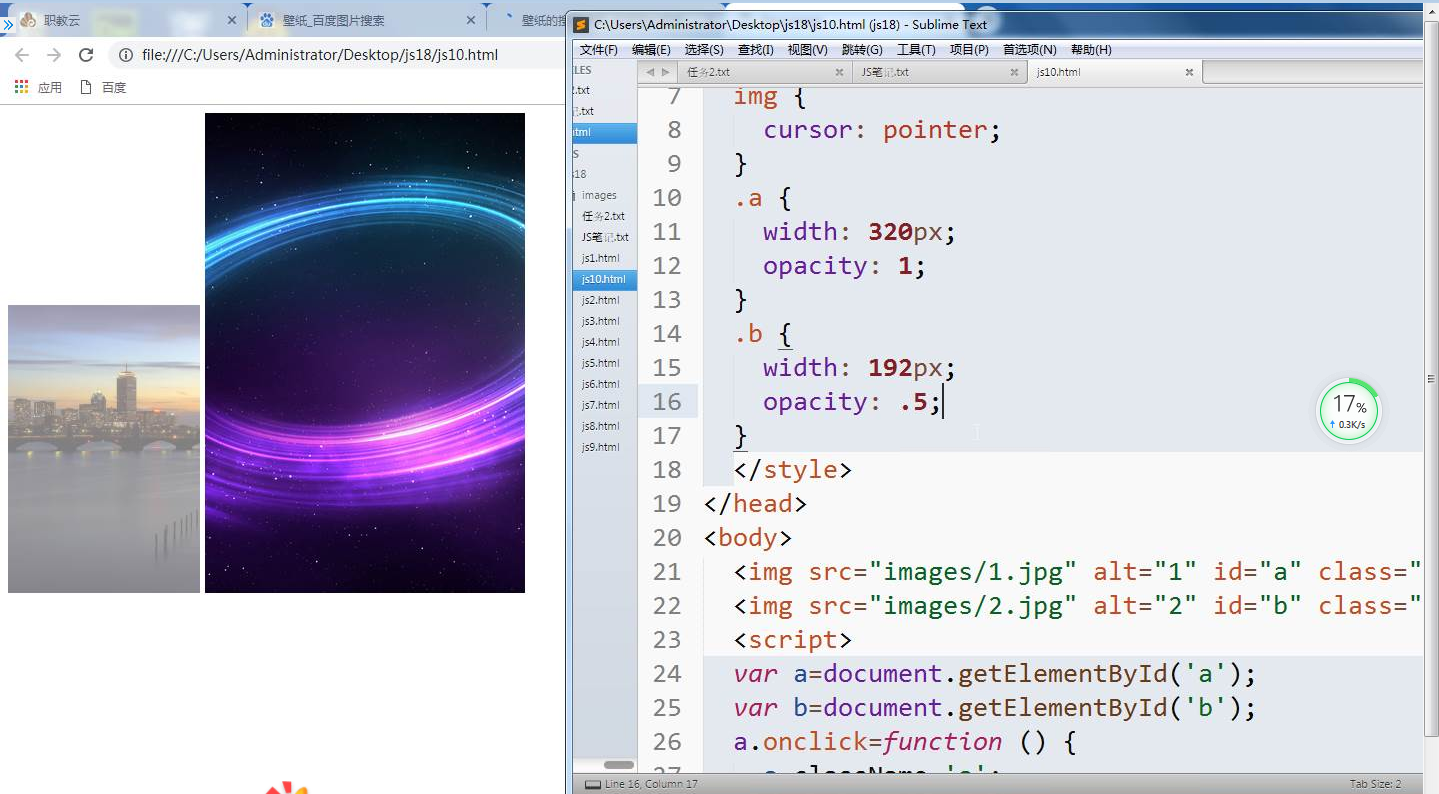 职教云
壁纸_百度图片搜索
壁纸的搜
file:///C:/Users/Administrator/Desktop/js18/js10.html
应用
百度
C:\Users\Administrator\Desktop\js18\js10.html (js18) - Sublime Text
文件(F) 编辑(E) 选择(S) 查找(I) 视图(V) 跳转(G) 工具(T) 项目(P) 首选项(N) 帮助(H)
任务2.txt
JS笔记.txt
js10.html
LES
2.txt
记.txt
html
S
s18
images
任务2.txt
JS笔记.txt
js1.html
js10.html
js2.html
js3.html
js4.html
js5.html
js6.html
js7.html
js8.html
js9.html
7 img {
8 cursor: pointer;
9 }
10 .a {
11 width: 320px;
12 opacity: 1;
13 }
14 .b {
15 width: 192px;
16 opacity: .5;
17 }
18 </style>
19 </head>
20 <body>
21 <img src="images/1.jpg" alt="1" id="a" class="
22 <img src="images/2.jpg" alt="2" id="b" class="
23 <script>
24 var a=document.getElementById('a');
25 var b=document.getElementById('b');
26 a.onclick=function () {
17%
0.3K/s
Line 16, Column 17
Tab Size: 2